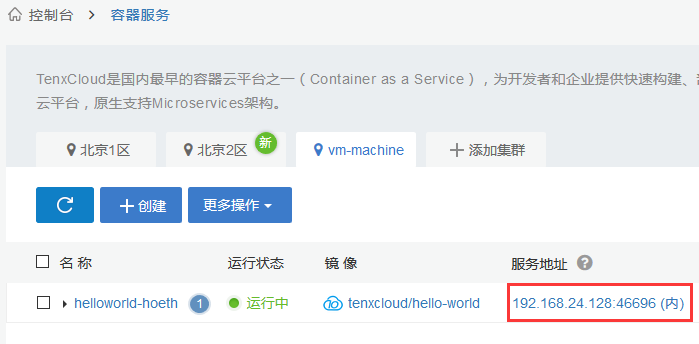 控制台 > 容器服务
TenxCloud是国内最早的容器云平台之一（Container as a Service），为开发者和企业提供快速构建、
云平台，原生支持Microservices架构。
北京1区 北京2区 新 vm-machine 添加集群
创建 更多操作
名 称 运行状态 镜 像 服务地址 ?
helloworld-hoeth 1 运行中 tenxcloud/hello-world 192.168.24.128:46696 (内)